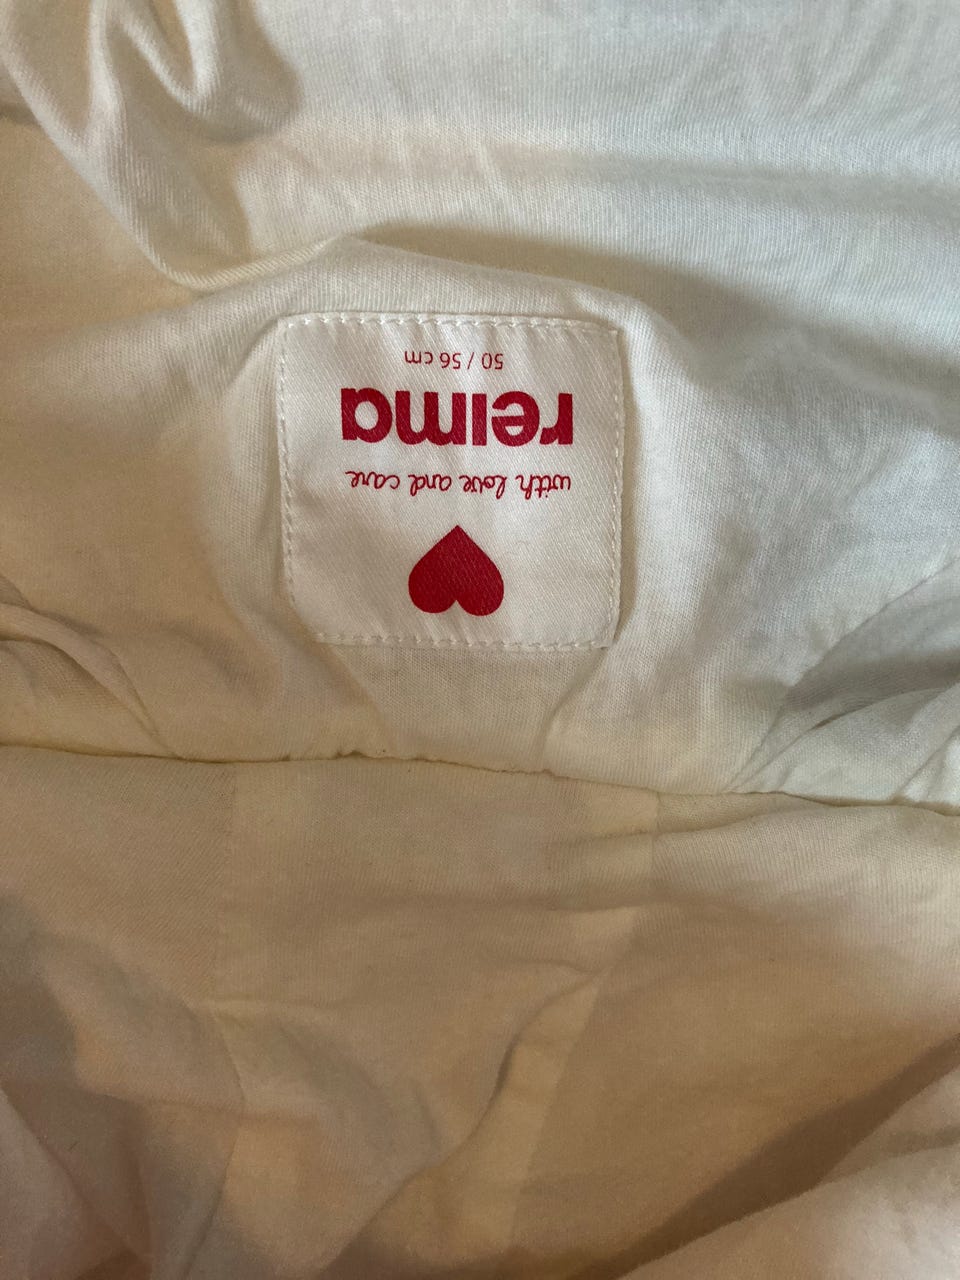 with love and care
reima
50 / 56 cm